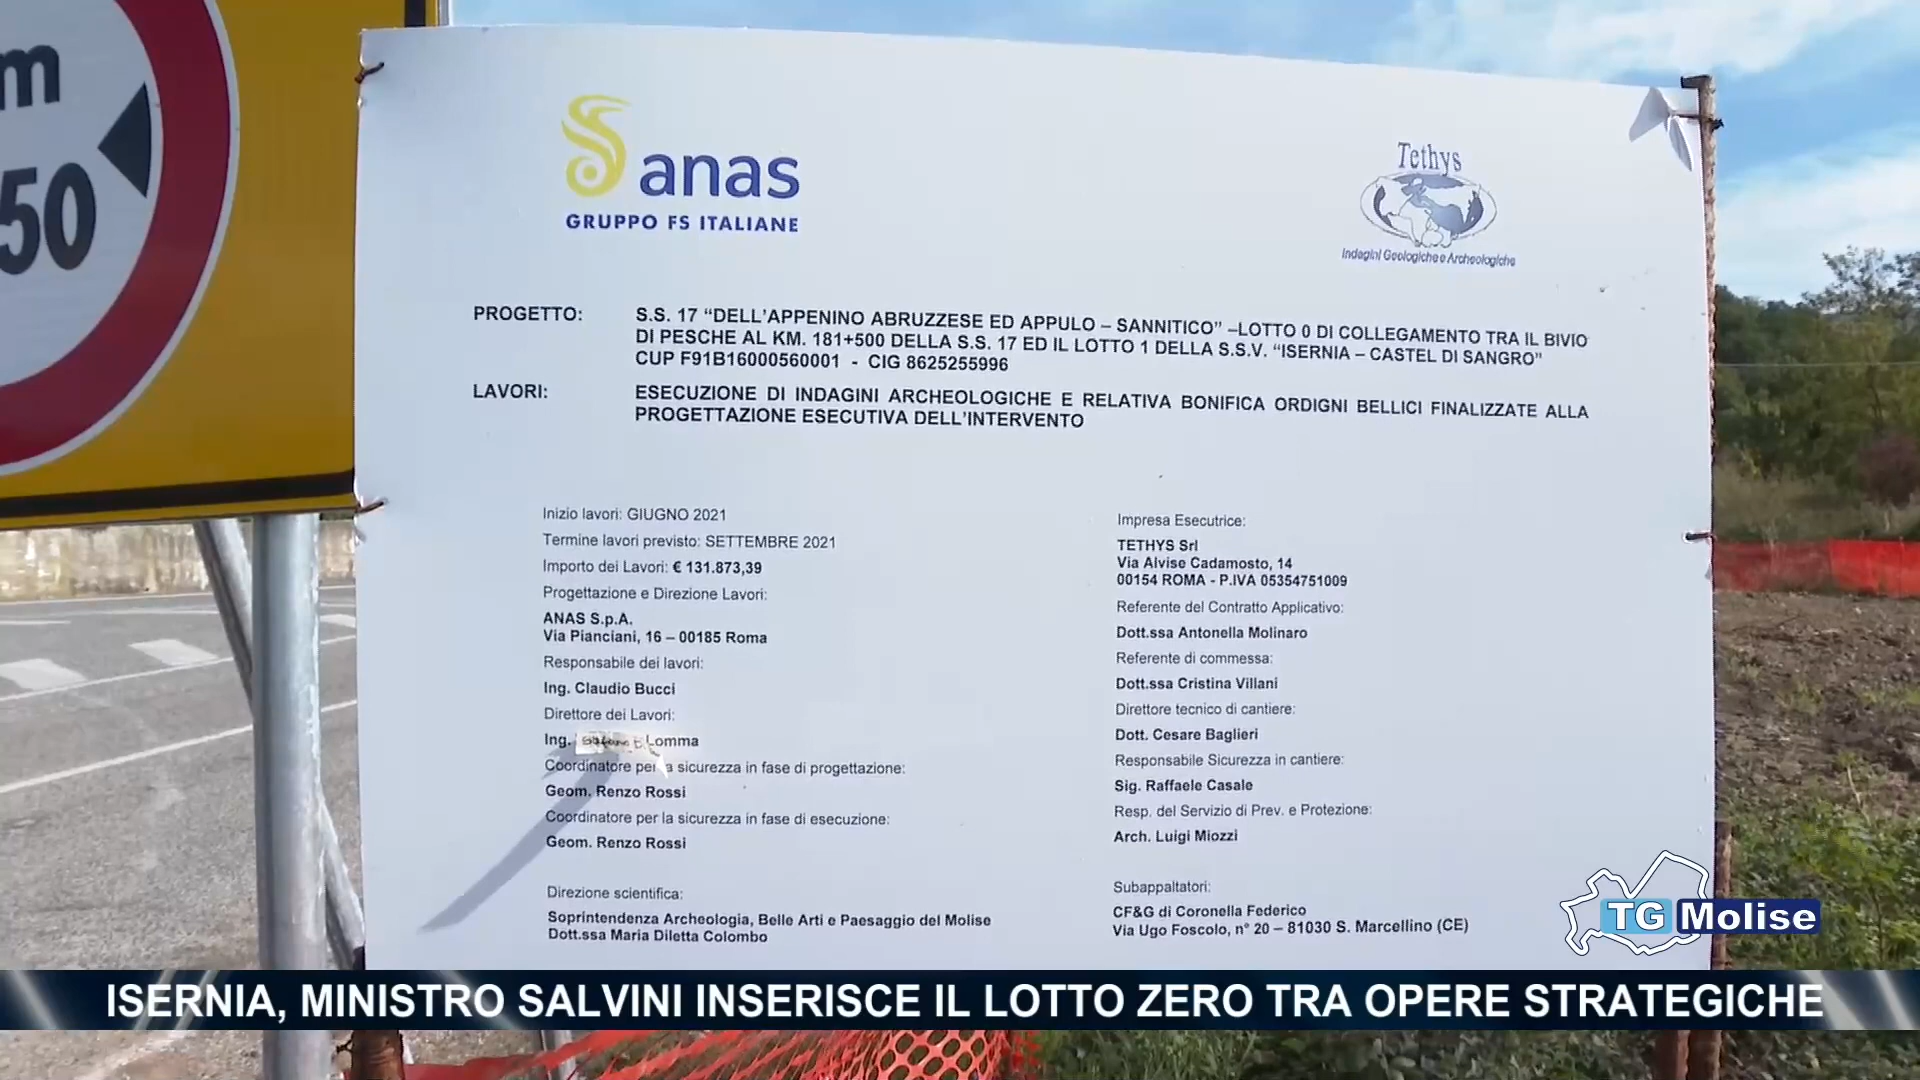 m
50
anas
GRUPPO FS ITALIANE
Tethys
Indagini Geologiche e Archeologiche
PROGETTO: S.S. 17 “DELL’APPENINO ABRUZZESE ED APPULO – SANNITICO” –LOTTO 0 DI COLLEGAMENTO TRA IL BIVIO
DI PESCHE AL KM. 181+500 DELLA S.S. 17 ED IL LOTTO 1 DELLA S.S.V. “ISERNIA – CASTEL DI SANGRO”
CUP F91B16000560001 - CIG 8625255996
LAVORI: ESECUZIONE DI INDAGINI ARCHEOLOGICHE E RELATIVA BONIFICA ORDIGNI BELLICI FINALIZZATE ALLA
PROGETTAZIONE ESECUTIVA DELL’INTERVENTO
Inizio lavori: GIUGNO 2021
Termine lavori previsto: SETTEMBRE 2021
Importo dei Lavori: € 131.873,39
Progettazione e Direzione Lavori:
ANAS S.p.A.
Via Pianciani, 16 – 00185 Roma
Responsabile dei lavori:
Ing. Claudio Bucci
Direttore dei Lavori:
Ing. Lomma
Coordinatore per la sicurezza in fase di progettazione:
Geom. Renzo Rossi
Coordinatore per la sicurezza in fase di esecuzione:
Geom. Renzo Rossi
Direzione scientifica:
Soprintendenza Archeologia, Belle Arti e Paesaggio del Molise
Dott.ssa Maria Diletta Colombo
Impresa Esecutrice:
TETHYS Srl
Via Alvise Cadamosto, 14
00154 ROMA - P.IVA 05354751009
Referente del Contratto Applicativo:
Dott.ssa Antonella Molinaro
Referente di commessa:
Dott.ssa Cristina Villani
Direttore tecnico di cantiere:
Dott. Cesare Baglieri
Responsabile Sicurezza in cantiere:
Sig. Raffaele Casale
Resp. del Servizio di Prev. e Protezione:
Arch. Luigi Miozzi
Subappaltatori:
CF&G di Coronella Federico
Via Ugo Foscolo, n° 20 – 81030 S. Marcellino (CE)
TG Molise
ISERNIA, MINISTRO SALVINI INSERISCE IL LOTTO ZERO TRA OPERE STRATEGICHE